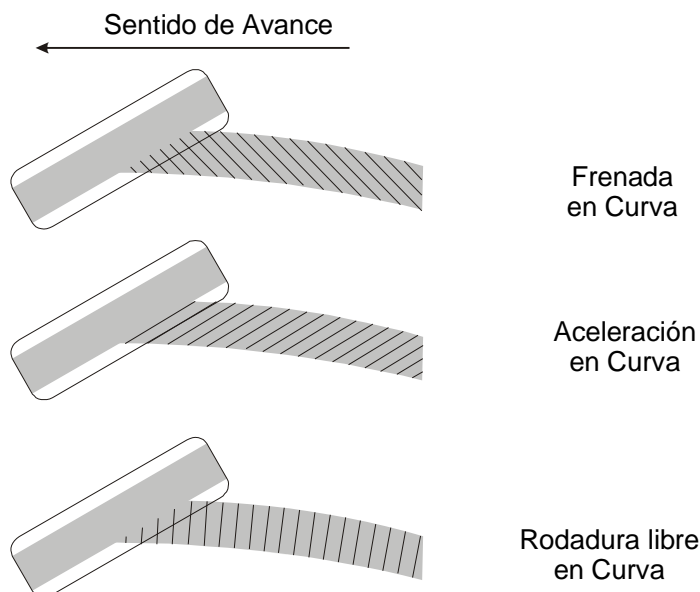 Sentido de Avance
Frenada
en Curva
Aceleración
en Curva
Rodadura libre
en Curva